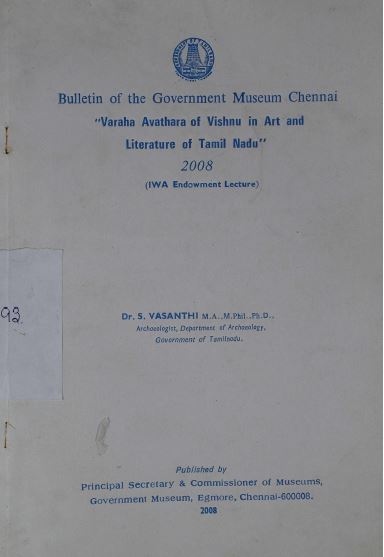 Bulletin of the Government Museum Chennai
"Varaha Avathara of Vishnu in Art and
Literature of Tamil Nadu"
2008
(IWA Endowment Lecture)
93
Dr. S. VASANTHI M.A.,M.Phil.,Ph.D.,
Archaeologist, Department of Archaeology,
Government of Tamilnadu.
Published by
Principal Secretary & Commissioner of Museums,
Government Museum, Egmore, Chennai-600008.
2008